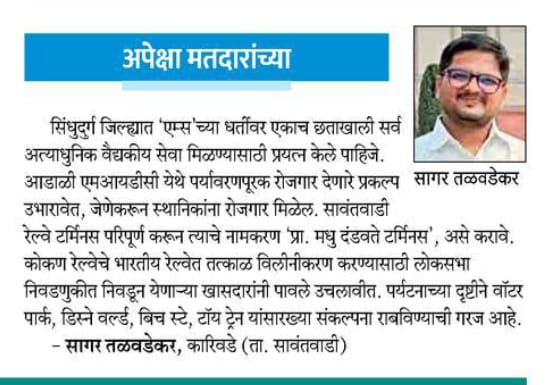 अपेक्षा मतदारांच्या
सिंधुदुर्ग जिल्ह्यात ‘एम्स’च्या धर्तीवर एकाच छताखाली सर्व
अत्याधुनिक वैद्यकीय सेवा मिळण्यासाठी प्रयत्न केले पाहिजे.
आडाळी एमआयडीसी येथे पर्यावरणपूरक रोजगार देणारे प्रकल्प
उभारावेत, जेणेकरून स्थानिकांना रोजगार मिळेल. सावंतवाडी
सागर तळवडेकर
रेल्वे टर्मिनस परिपूर्ण करून त्याचे नामकरण ‘प्रा. मधु दंडवते टर्मिनस’, असे करावे.
कोकण रेल्वेचे भारतीय रेल्वेत तत्काळ विलीनीकरण करण्यासाठी लोकसभा
निवडणुकीत निवडून येणाऱ्या खासदारांनी पावले उचलावीत. पर्यटनाच्या दृष्टीने वॉटर
पार्क, डिस्ने वर्ल्ड, बिच स्टे, टॉय ट्रेन यांसारख्या संकल्पना राबविण्याची गरज आहे.
– सागर तळवडेकर, कारिवडे (ता. सावंतवाडी)